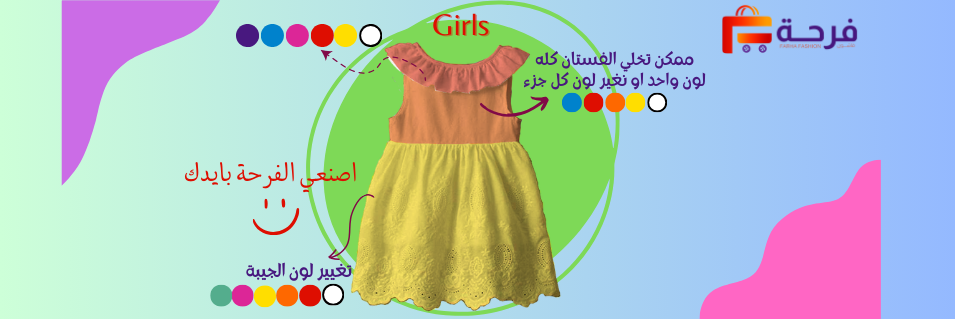 Girls
فرحة
FARHA FASHION
ممكن تخلي الفستان كله
لون واحد او نغير لون كل جزء
اصنعي الفرحة بايدك
تغيير لون الجيبة